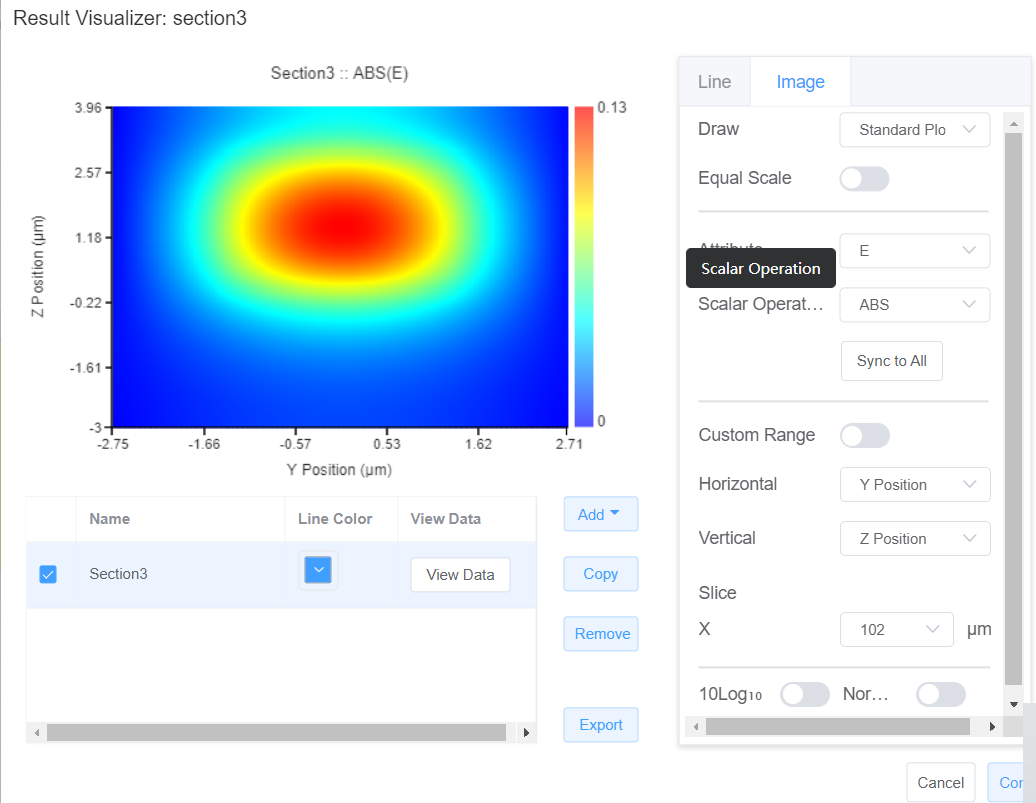 Result Visualizer: section3
Section3 :: ABS(E)
3.96
2.57
1.18
-0.22
-1.61
-3
Z Position (μm)
-2.75 -1.66 -0.57 0.53 1.62 2.71
Y Position (μm)
0.13
0
Name Line Color View Data
Section3 View Data
Add
Copy
Remove
Export
Line Image
Draw Standard Plo
Equal Scale
Attribute E
Scalar Operation
Scalar Operat... ABS
Sync to All
Custom Range
Horizontal Y Position
Vertical Z Position
Slice
X 102 μm
10Log10 Nor...
Cancel Cor